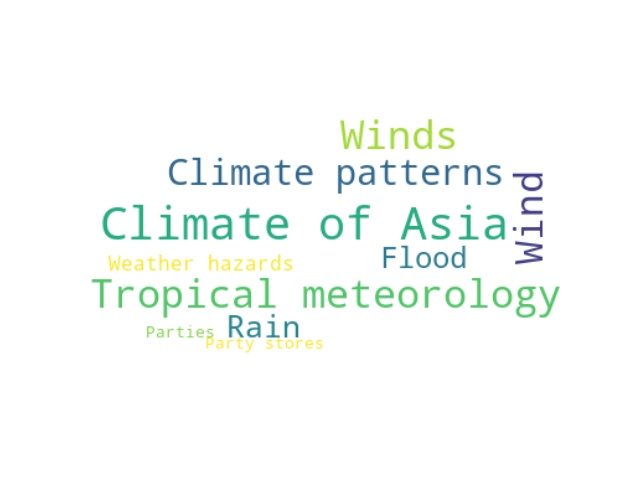 Winds
Climate patterns
Wind
Climate of Asia
Flood
Weather hazards
Tropical meteorology
Rain
Parties
Party stores